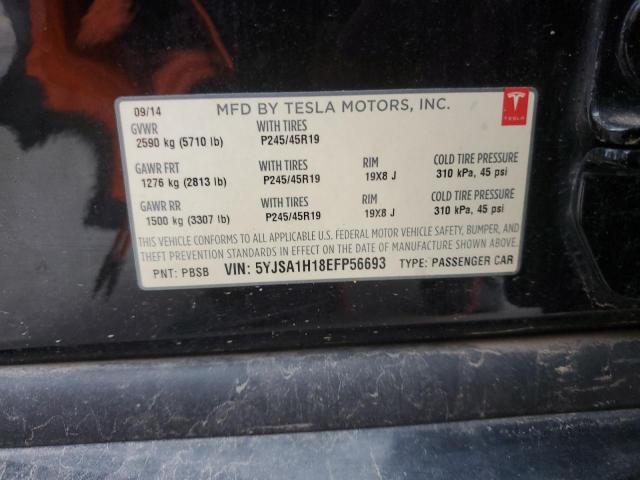 09/14 MFD BY TESLA MOTORS, INC.
TESLA
GVWR WITH TIRES
2590 kg (5710 lb) P245/45R19
GAWR FRT WITH TIRES RIM COLD TIRE PRESSURE
1276 kg (2813 lb) P245/45R19 19X8 J 310 kPa, 45 psi
GAWR RR WITH TIRES RIM COLD TIRE PRESSURE
1500 kg (3307 lb) P245/45R19 19X8 J 310 kPa, 45 psi
THIS VEHICLE CONFORMS TO ALL APPLICABLE U.S. FEDERAL MOTOR VEHICLE SAFETY, BUMPER, AND
THEFT PREVENTION STANDARDS IN EFFECT ON THE DATE OF MANUFACTURE SHOWN ABOVE.
PNT: PBSB VIN: 5YJSA1H18EFP56693 TYPE: PASSENGER CAR